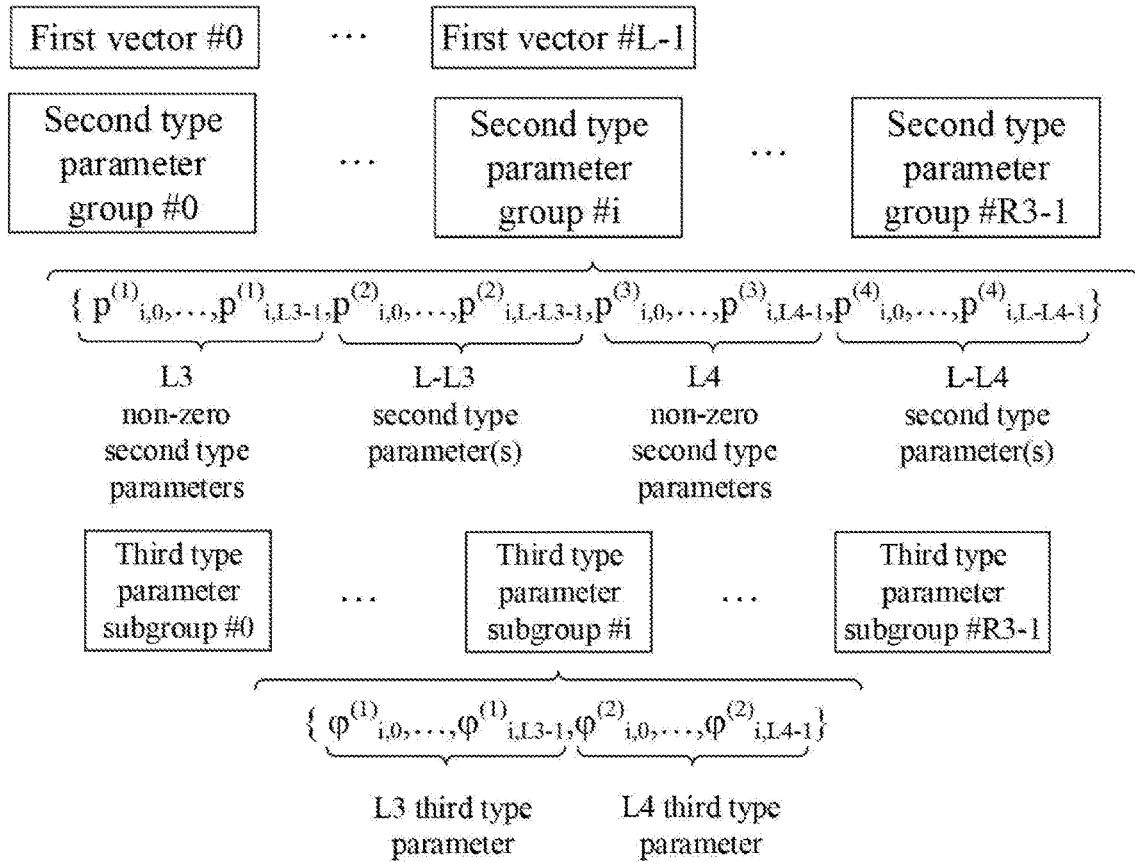 First vector #0 ... First vector #L-1
Second type parameter group #0 ... Second type parameter group #i ... Second type parameter group #R3-1
{ p^{(1)}_{i,0},...,p^{(1)}_{i,L3-1},p^{(2)}_{i,0},...,p^{(2)}_{i,L-L3-1},p^{(3)}_{i,0},...,p^{(3)}_{i,L4-1},p^{(4)}_{i,0},...,p^{(4)}_{i,L-L4-1}}
L3 non-zero second type parameters
L-L3 second type parameter(s)
L4 non-zero second type parameters
L-L4 second type parameter(s)
Third type parameter subgroup #0 ... Third type parameter subgroup #i ... Third type parameter subgroup #R3-1
{ φ^{(1)}_{i,0},...,φ^{(1)}_{i,L3-1},φ^{(2)}_{i,0},...,φ^{(2)}_{i,L4-1}}
L3 third type parameter
L4 third type parameter